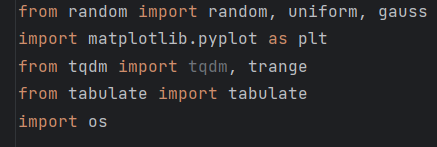 from random import random, uniform, gauss
import matplotlib.pyplot as plt
from tqdm import tqdm, trange
from tabulate import tabulate
import os